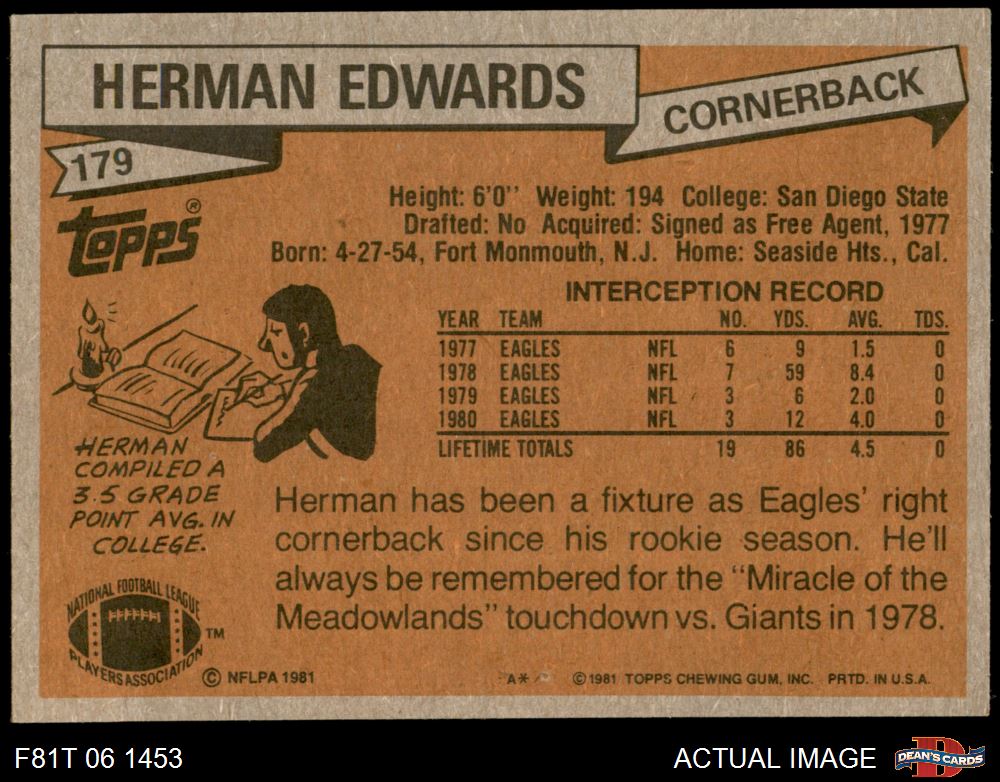 HERMAN EDWARDS
CORNERBACK
179
TOPPS®
Height: 6'0'' Weight: 194 College: San Diego State
Drafted: No Acquired: Signed as Free Agent, 1977
Born: 4-27-54, Fort Monmouth, N.J. Home: Seaside Hts., Cal.
INTERCEPTION RECORD
YEAR TEAM NO. YDS. AVG. TDS.
1977 EAGLES NFL 6 9 1.5 0
1978 EAGLES NFL 7 59 8.4 0
1979 EAGLES NFL 3 6 2.0 0
1980 EAGLES NFL 3 12 4.0 0
LIFETIME TOTALS 19 86 4.5 0
HERMAN
COMPILED A
3.5 GRADE
POINT AVG. IN
COLLEGE.
Herman has been a fixture as Eagles' right
cornerback since his rookie season. He'll
always be remembered for the "Miracle of the
Meadowlands" touchdown vs. Giants in 1978.
NATIONAL FOOTBALL LEAGUE
PLAYERS ASSOCIATION
TM
© NFLPA 1981
A*
© 1981 TOPPS CHEWING GUM, INC. PRTD. IN U.S.A.
F81T 06 1453
ACTUAL IMAGE
D
DEAN'S CARDS